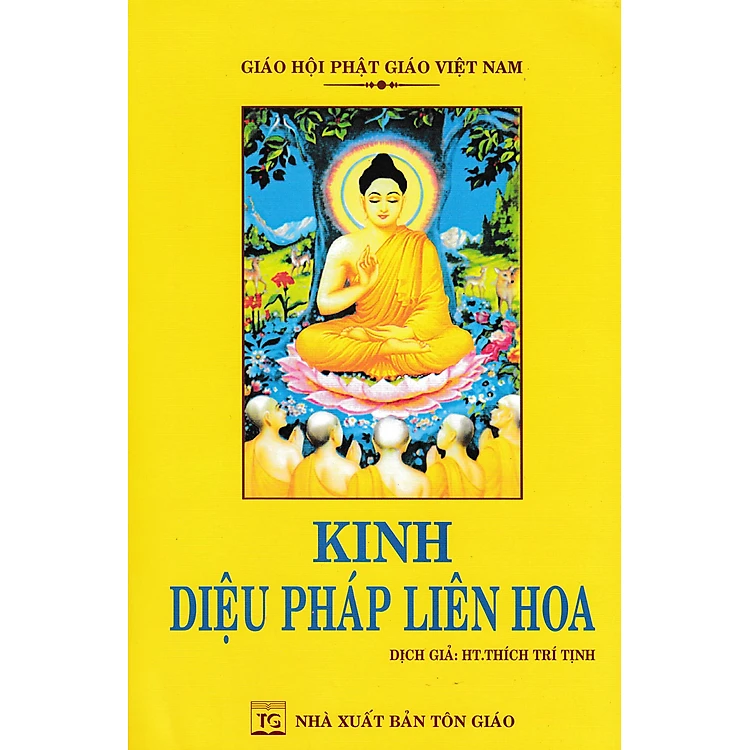 GIÁO HỘI PHẬT GIÁO VIỆT NAM
KINH
DIỆU PHÁP LIÊN HOA
DỊCH GIẢ: HT.THÍCH TRÍ TỊNH
TG
NHÀ XUẤT BẢN TÔN GIÁO